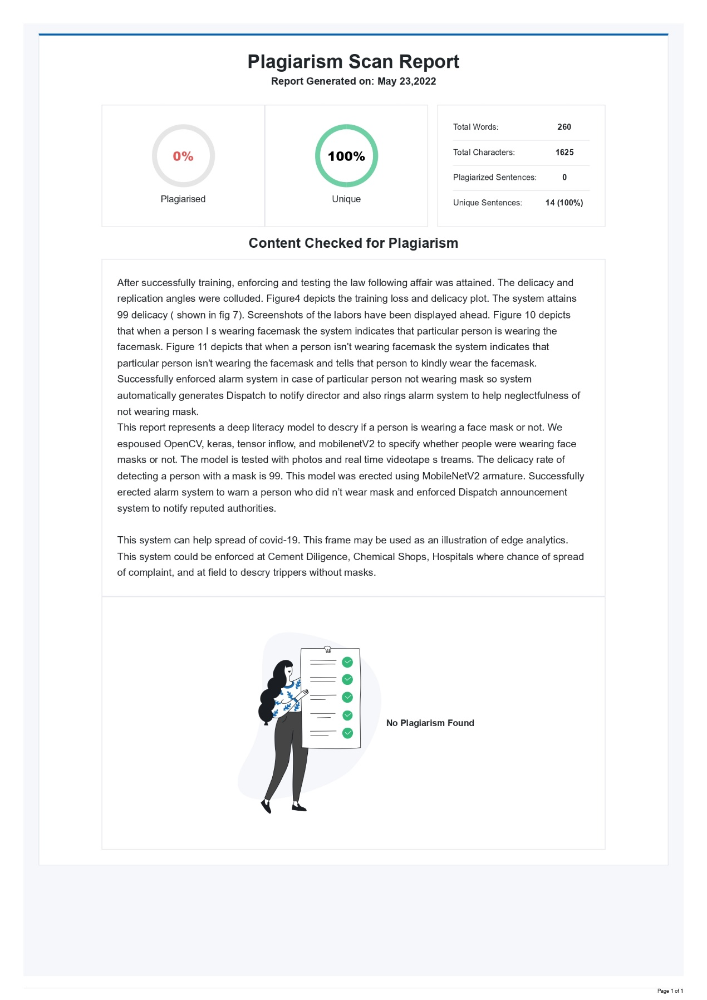 Plagiarism Scan Report
Report Generated on: May 23,2022
0%
Plagiarised
100%
Unique
Total Words: 260
Total Characters: 1625
Plagiarized Sentences: 0
Unique Sentences: 14 (100%)
Content Checked for Plagiarism
After successfully training, enforcing and testing the law following affair was attained. The delicacy and
replication angles were colluded. Figure4 depicts the training loss and delicacy plot. The system attains
99 delicacy ( shown in fig 7). Screenshots of the labors have been displayed ahead. Figure 10 depicts
that when a person I s wearing facemask the system indicates that particular person is wearing the
facemask. Figure 11 depicts that when a person isn't wearing facemask the system indicates that
particular person isn't wearing the facemask and tells that person to kindly wear the facemask.
Successfully enforced alarm system in case of particular person not wearing mask so system
automatically generates Dispatch to notify director and also rings alarm system to help neglectfulness of
not wearing mask.
This report represents a deep literacy model to descry if a person is wearing a face mask or not. We
espoused OpenCV, keras, tensor inflow, and mobilenetV2 to specify whether people were wearing face
masks or not. The model is tested with photos and real time videotape s treams. The delicacy rate of
detecting a person with a mask is 99. This model was erected using MobileNetV2 armature. Successfully
erected alarm system to warn a person who did n’t wear mask and enforced Dispatch announcement
system to notify reputed authorities.
This system can help spread of covid-19. This frame may be used as an illustration of edge analytics.
This system could be enforced at Cement Diligence, Chemical Shops, Hospitals where chance of spread
of complaint, and at field to descry trippers without masks.
No Plagiarism Found
Page 1 of 1